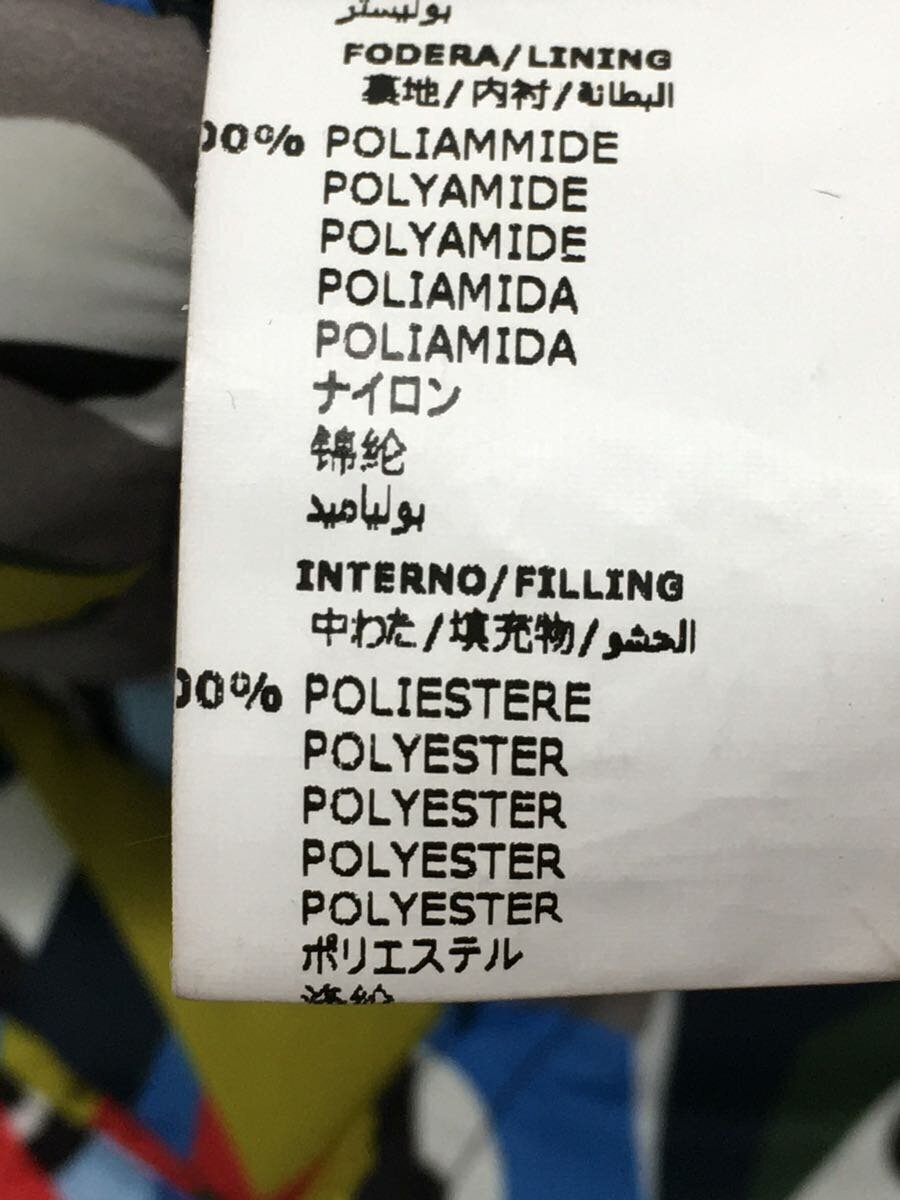 بوليستر
FODERA/LINING
裏地/内衬/البطانة
00% POLIAMMIDE
POLYAMIDE
POLYAMIDE
POLIAMIDA
POLIAMIDA
ナイロン
锦纶
بولياميد
INTERNO/FILLING
中わた/填充物/الحشو
00% POLIESTERE
POLYESTER
POLYESTER
POLYESTER
POLYESTER
ポリエステル
涤纶